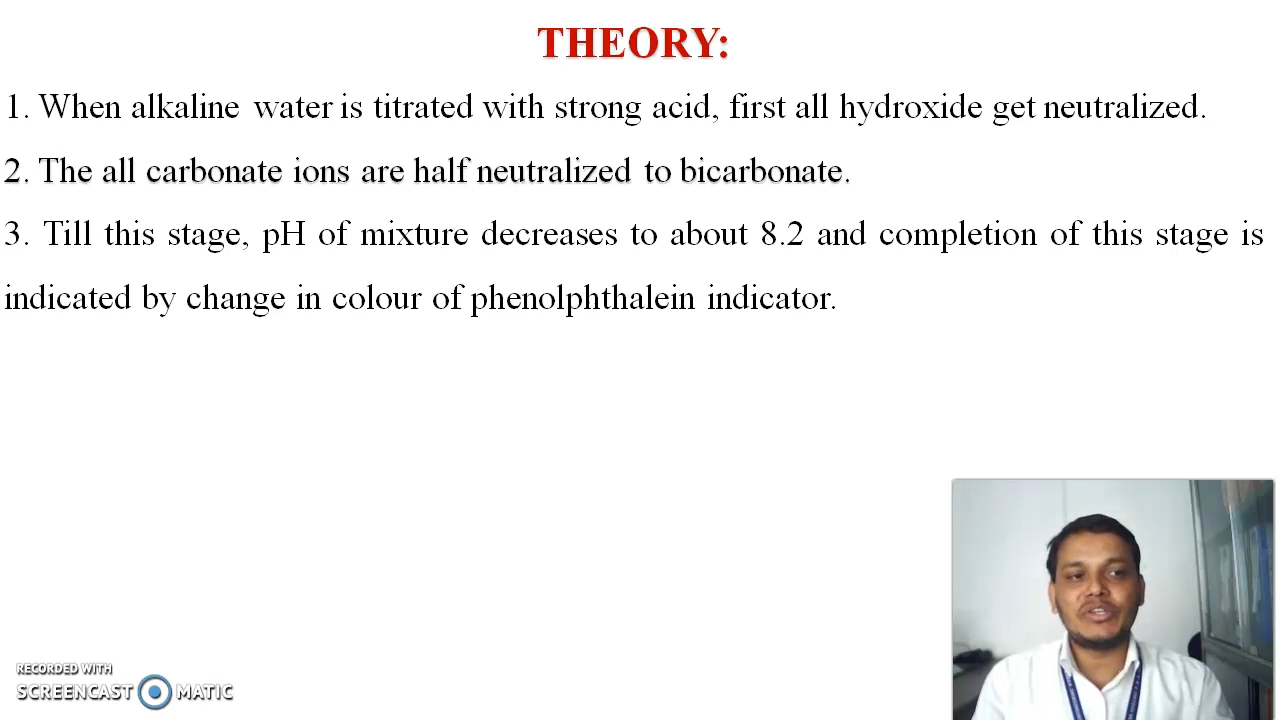 THEORY:
1. When alkaline water is titrated with strong acid, first all hydroxide get neutralized.
2. The all carbonate ions are half neutralized to bicarbonate.
3. Till this stage, pH of mixture decreases to about 8.2 and completion of this stage is
indicated by change in colour of phenolphthalein indicator.
RECORDED WITH
SCREENCAST MATIC